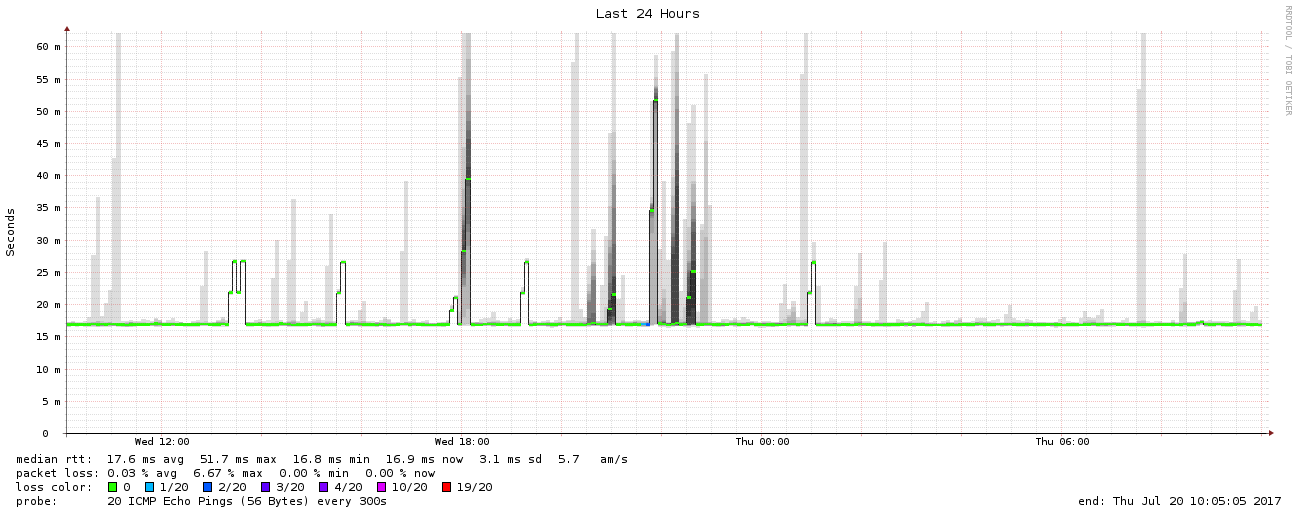 Last 24 Hours
RRDTOOL / TOBI OETIKER
Seconds
60 m
55 m
50 m
45 m
40 m
35 m
30 m
25 m
20 m
15 m
10 m
5 m
0
Wed 12:00 Wed 18:00 Thu 00:00 Thu 06:00
median rtt: 17.6 ms avg 51.7 ms max 16.8 ms min 16.9 ms now 3.1 ms sd 5.7 am/s
packet loss: 0.03 % avg 6.67 % max 0.00 % min 0.00 % now
loss color: 0 1/20 2/20 3/20 4/20 10/20 19/20
probe: 20 ICMP Echo Pings (56 Bytes) every 300s end: Thu Jul 20 10:05:05 2017